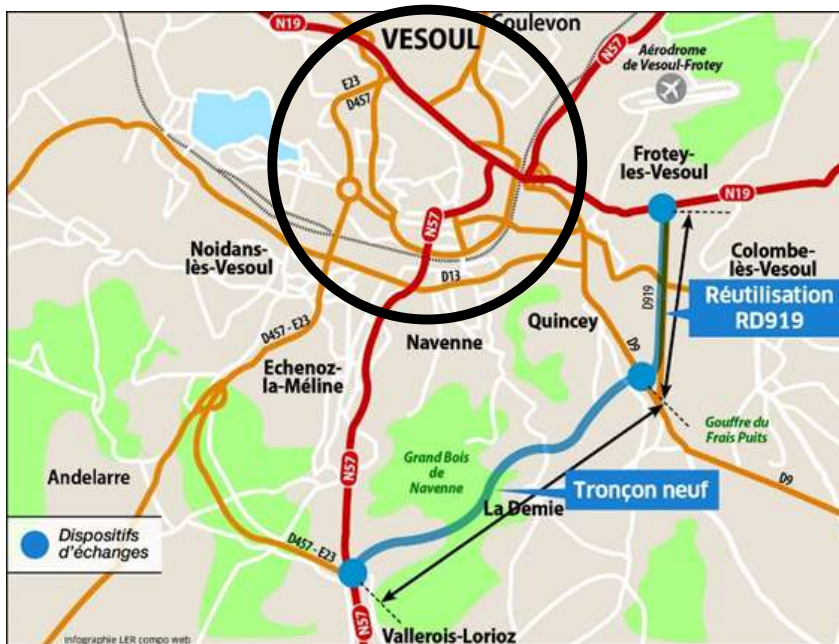 N19
VESOUL
Coulevon
N57
Aérodrome
de Vesoul-Frotey
E23
D457
Frotey-
les-Vesoul
N19
N57
Noidans-
lès-Vesoul
D13
Colombe-
lès-Vesoul
D919
Réutilisation
RD919
D457 - E23
Navenne
Quincey
D9
Echenoz-
la-Méline
Gouffre du
Frais Puits
Grand Bois
de
Navenne
N57
Andelarre
Tronçon neuf
D9
La Demie
Dispositifs
d'échanges
D457 - E23
Vallerois-Lorioz
N57
Infographie LER compo web